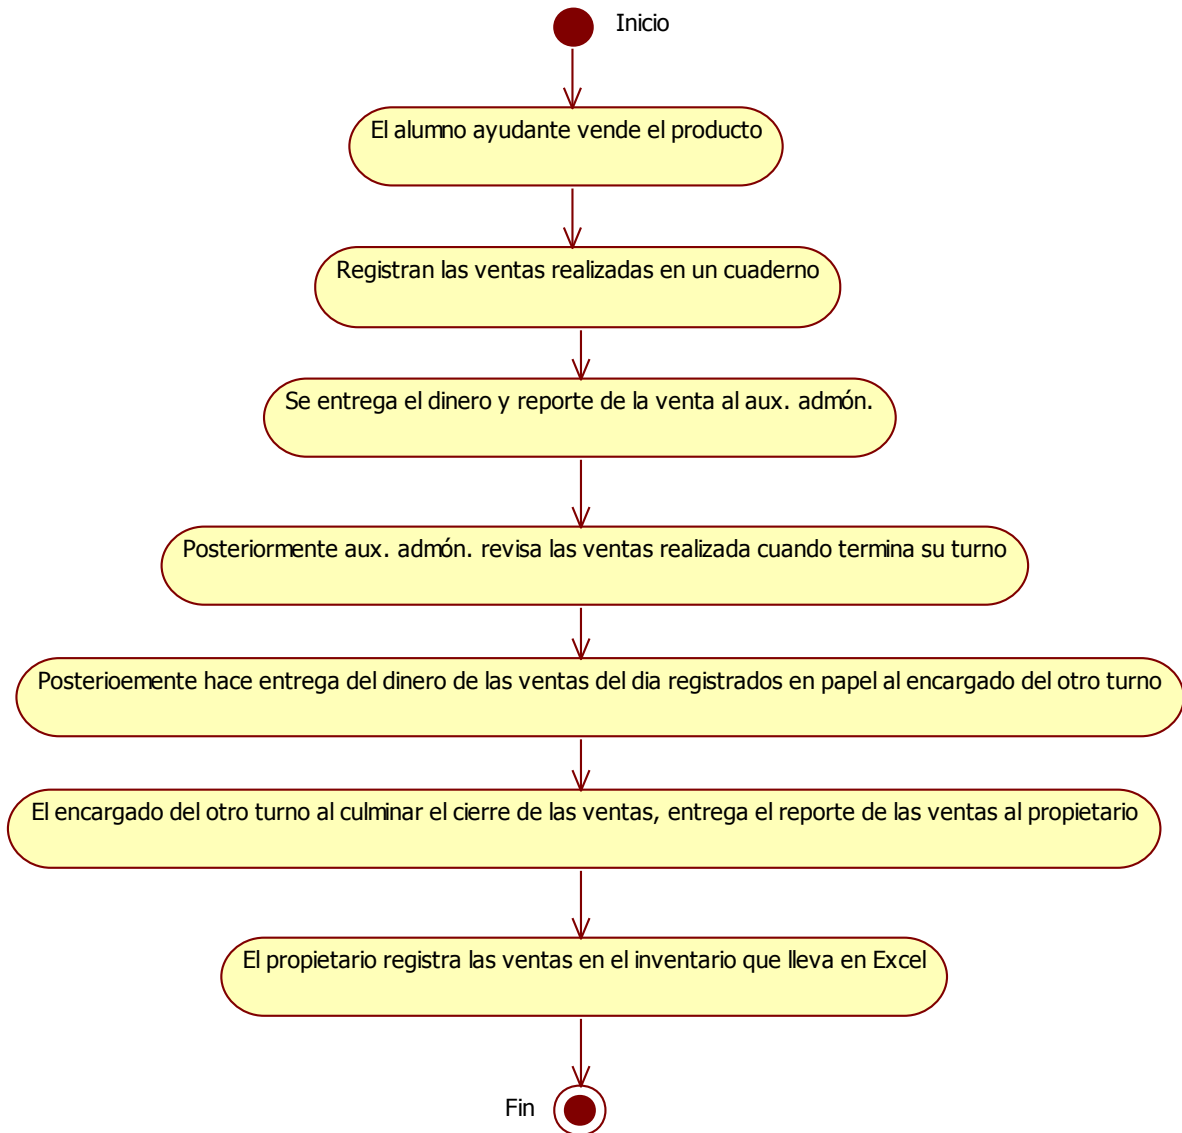 Inicio
El alumno ayudante vende el producto
Registran las ventas realizadas en un cuaderno
Se entrega el dinero y reporte de la venta al aux. admón.
Posteriormente aux. admón. revisa las ventas realizada cuando termina su turno
Posterioemente hace entrega del dinero de las ventas del dia registrados en papel al encargado del otro turno
El encargado del otro turno al culminar el cierre de las ventas, entrega el reporte de las ventas al propietario
El propietario registra las ventas en el inventario que lleva en Excel
Fin